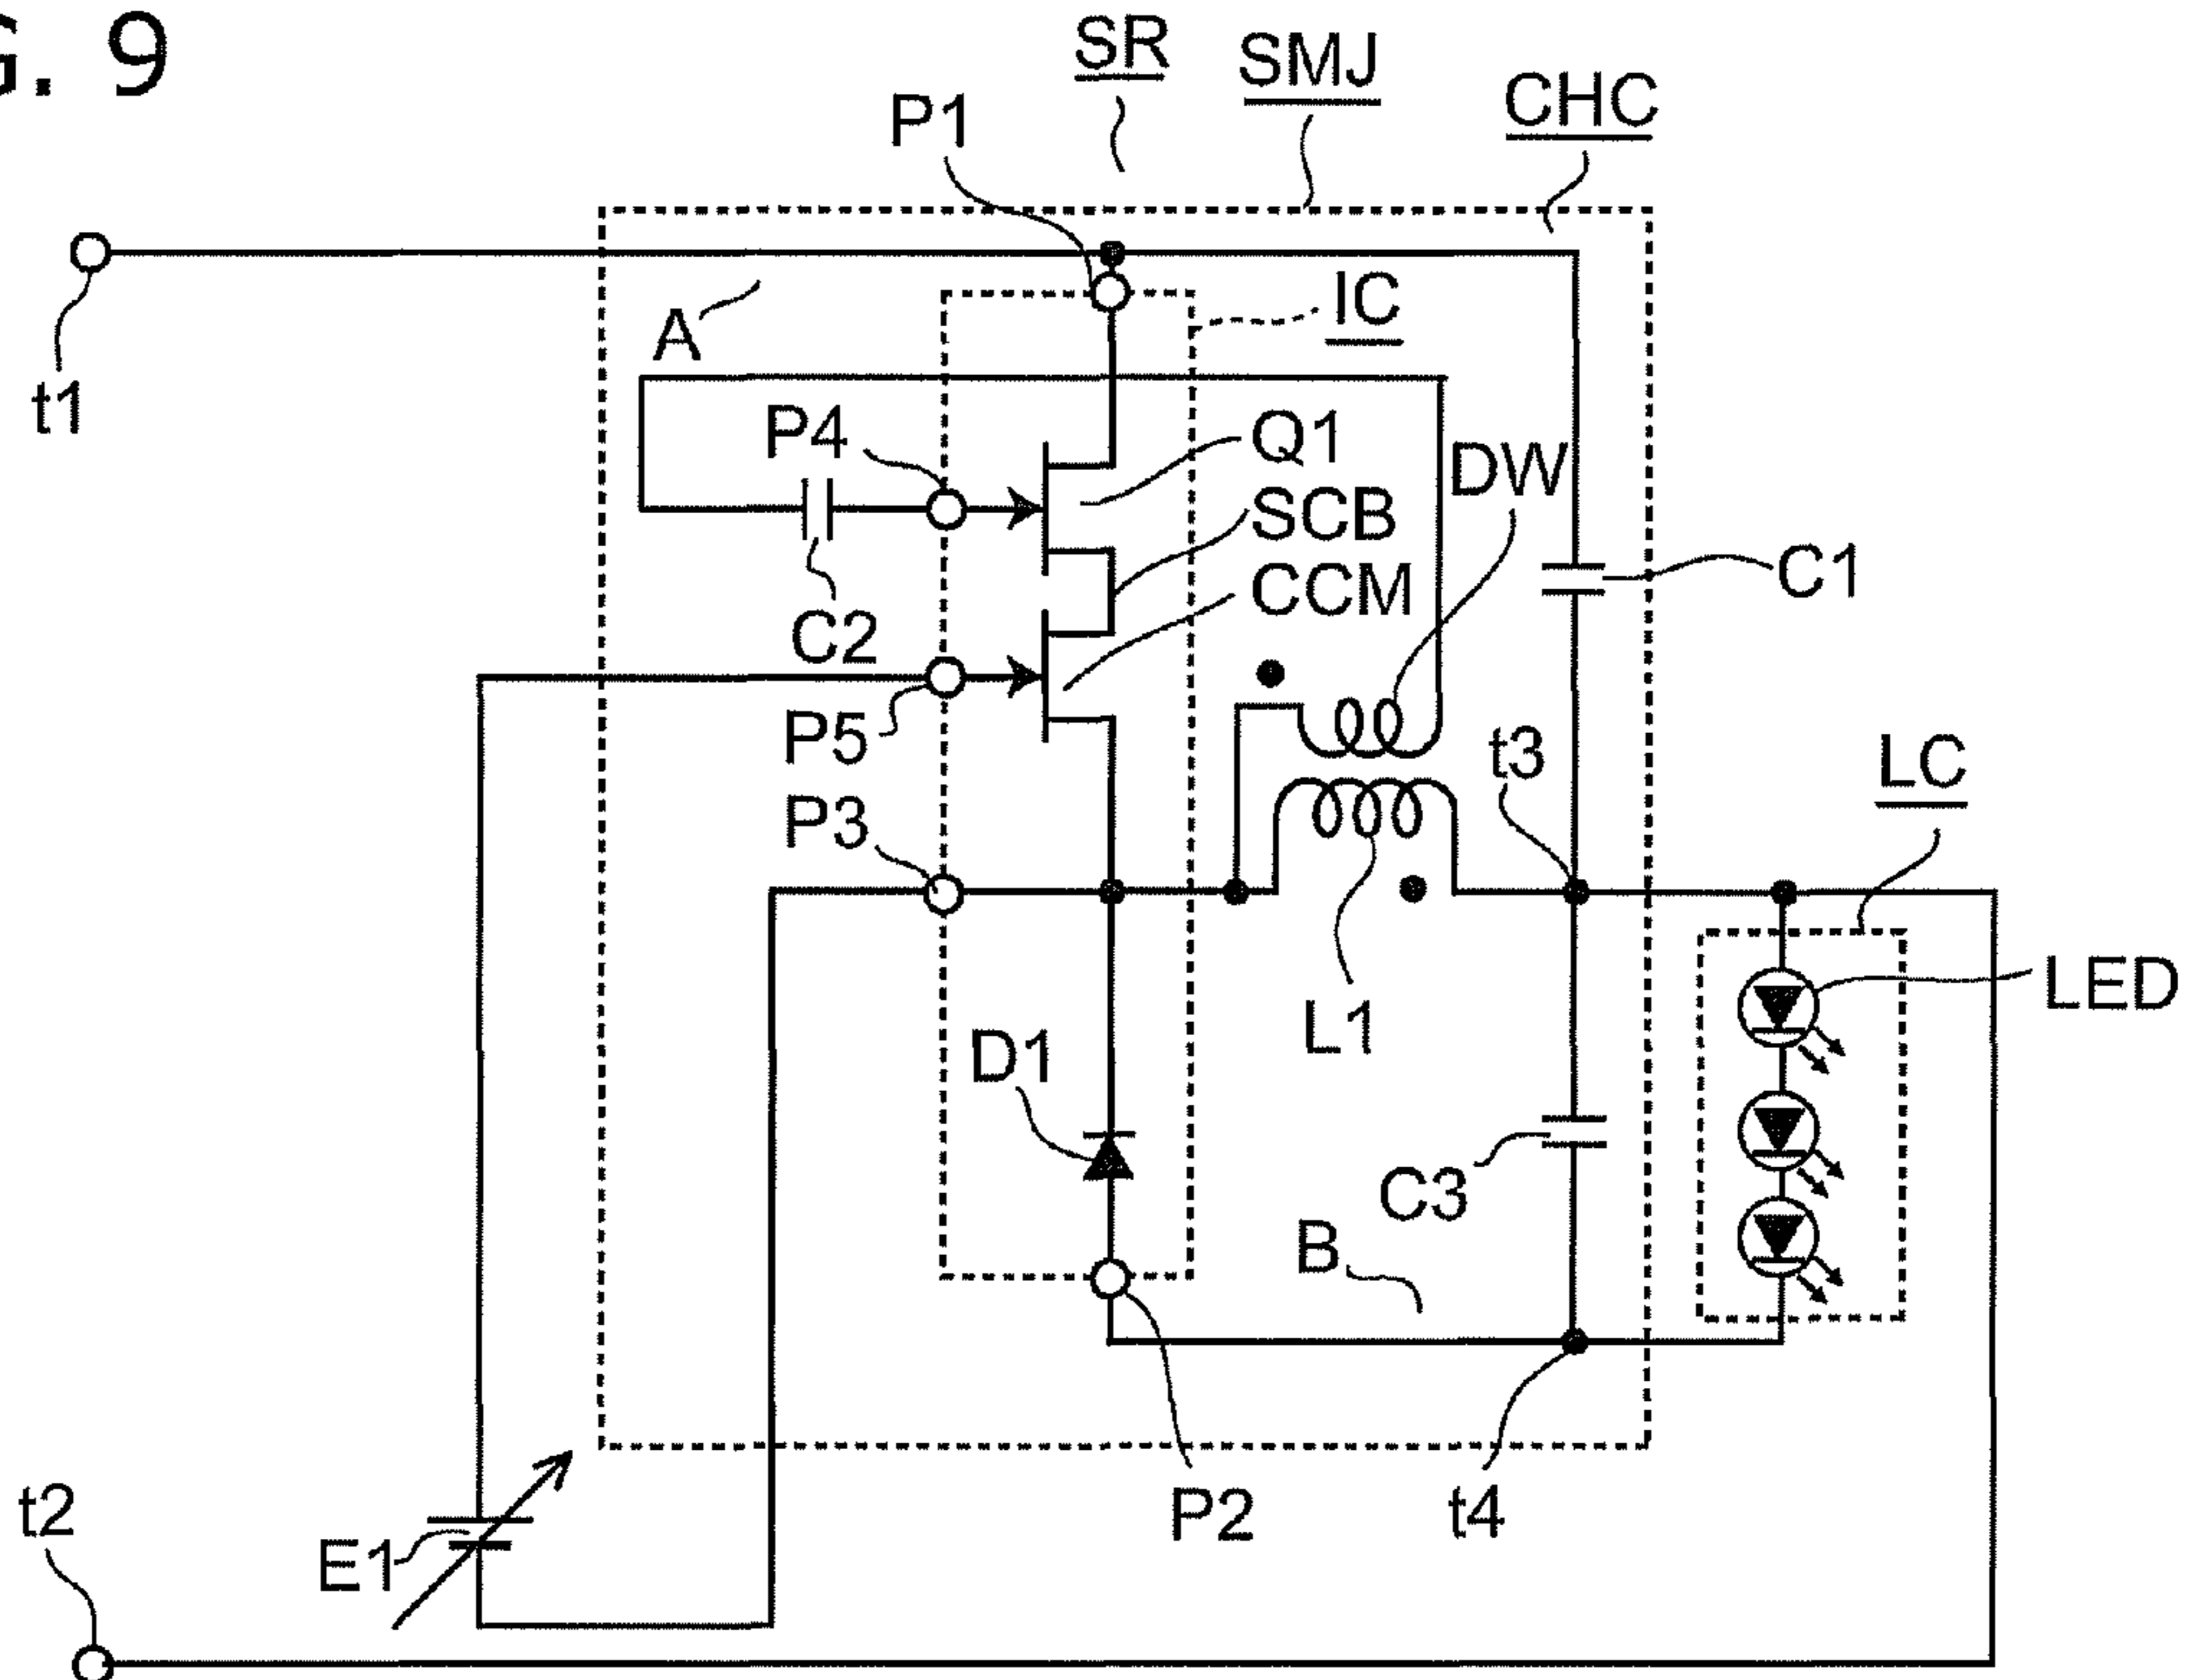 G. 9
SR
SMJ
CHC
P1
IC
A
t1
P4
Q1
DW
SCB
C1
CCM
C2
P5
t3
LC
P3
LED
L1
D1
C3
B
P2
t4
t2
E1